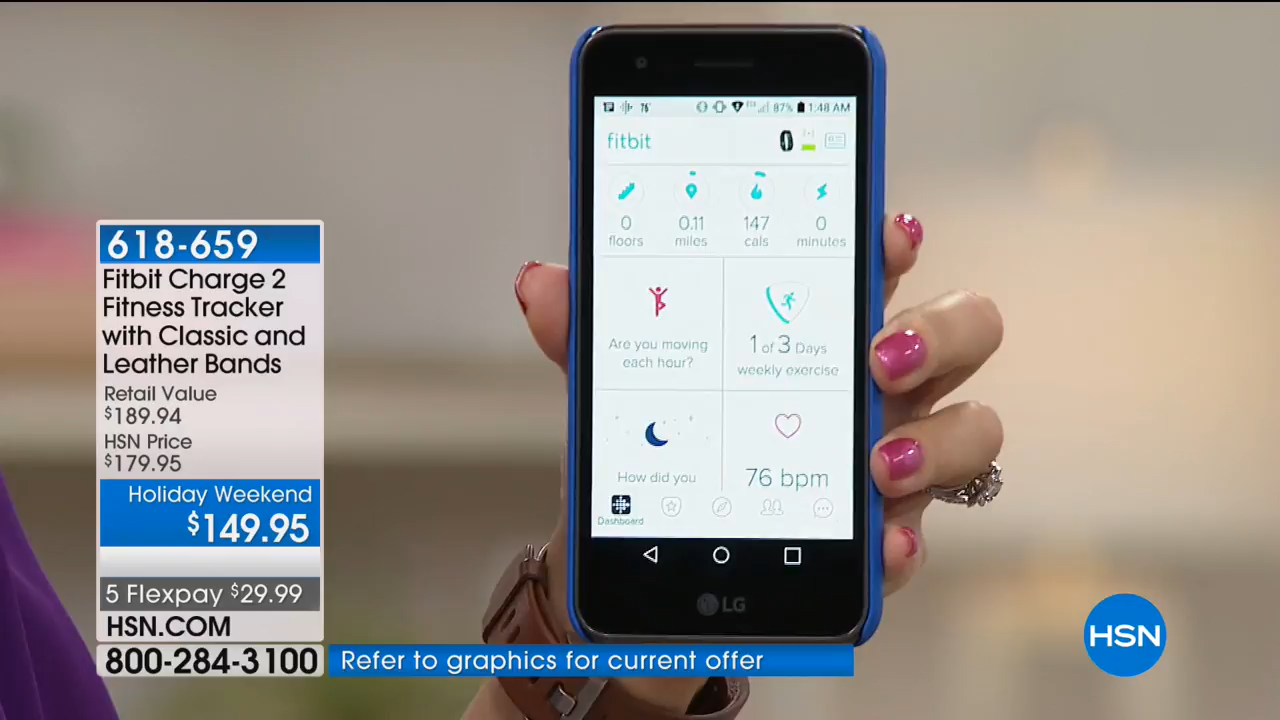 618-659
Fitbit Charge 2
Fitness Tracker
with Classic and
Leather Bands
Retail Value
$189.94
HSN Price
$179.95
Holiday Weekend
$149.95
5 Flexpay $29.99
HSN.COM
800-284-3100
Refer to graphics for current offer
76°
87%
1:48 AM
fitbit
0
floors
0.11
miles
147
cals
0
minutes
Are you moving
each hour?
1 of 3 Days
weekly exercise
How did you
76 bpm
Dashboard
LG
HSN